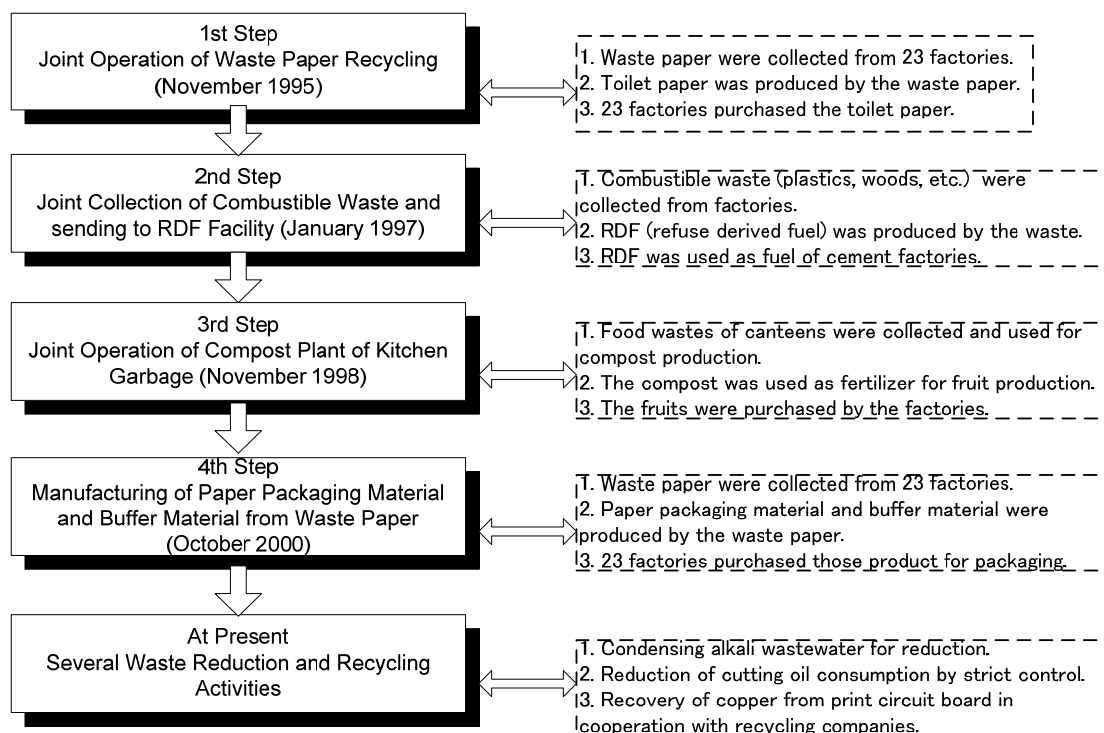 1st Step
Joint Operation of Waste Paper Recycling
(November 1995)
1. Waste paper were collected from 23 factories.
2. Toilet paper was produced by the waste paper.
3. 23 factories purchased the toilet paper.
2nd Step
Joint Collection of Combustible Waste and
sending to RDF Facility (January 1997)
1. Combustible waste (plastics, woods, etc.) were
collected from factories.
2. RDF (refuse derived fuel) was produced by the waste.
3. RDF was used as fuel of cement factories.
3rd Step
Joint Operation of Compost Plant of Kitchen
Garbage (November 1998)
1. Food wastes of canteens were collected and used for
compost production.
2. The compost was used as fertilizer for fruit production.
3. The fruits were purchased by the factories.
4th Step
Manufacturing of Paper Packaging Material
and Buffer Material from Waste Paper
(October 2000)
1. Waste paper were collected from 23 factories.
2. Paper packaging material and buffer material were
produced by the waste paper.
3. 23 factories purchased those product for packaging.
At Present
Several Waste Reduction and Recycling
Activities
1. Condensing alkali wastewater for reduction.
2. Reduction of cutting oil consumption by strict control.
3. Recovery of copper from print circuit board in
cooperation with recycling companies.